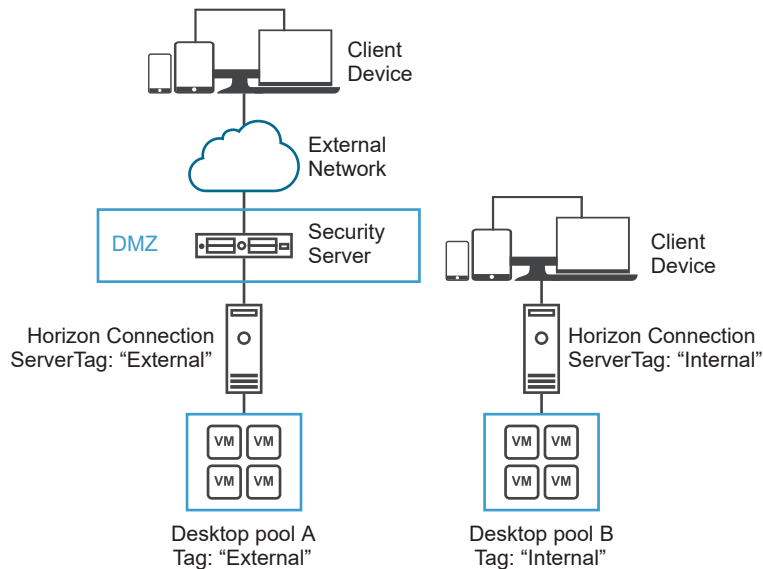 Client
Device
External
Network
DMZ
Security
Server
Horizon Connection
ServerTag: “External”
VM VM
VM VM
Desktop pool A
Tag: “External”
Client
Device
Horizon Connection
ServerTag: “Internal”
VM VM
VM VM
Desktop pool B
Tag: “Internal”